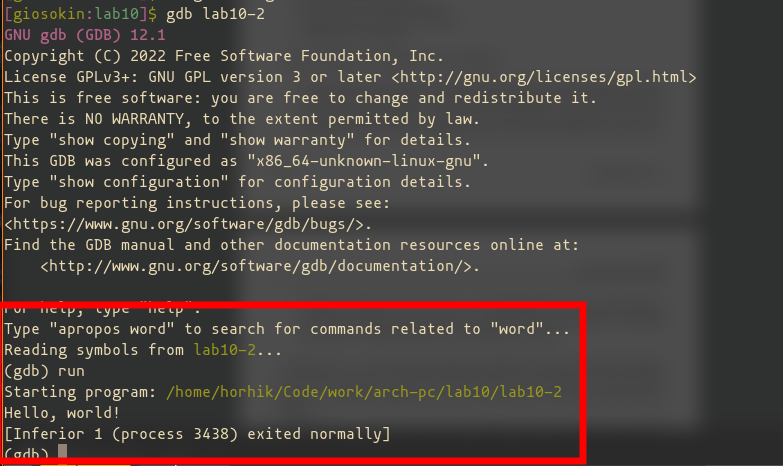 [giosokin:lab10]$ gdb lab10-2
GNU gdb (GDB) 12.1
Copyright (C) 2022 Free Software Foundation, Inc.
License GPLv3+: GNU GPL version 3 or later <http://gnu.org/licenses/gpl.html>
This is free software: you are free to change and redistribute it.
There is NO WARRANTY, to the extent permitted by law.
Type "show copying" and "show warranty" for details.
This GDB was configured as "x86_64-unknown-linux-gnu".
Type "show configuration" for configuration details.
For bug reporting instructions, please see:
<https://www.gnu.org/software/gdb/bugs/>.
Find the GDB manual and other documentation resources online at:
    <http://www.gnu.org/software/gdb/documentation/>.
For help, type "help".
Type "apropos word" to search for commands related to "word"...
Reading symbols from lab10-2...
(gdb) run
Starting program: /home/horhik/Code/work/arch-pc/lab10/lab10-2
Hello, world!
[Inferior 1 (process 3438) exited normally]
(gdb)